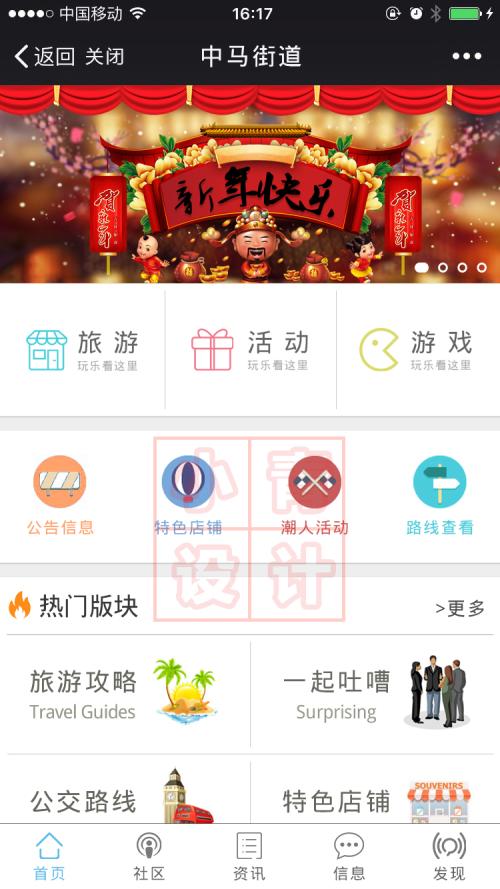 中国移动 16:17
返回 关闭 中马街道
新年快乐
贺新年
旅 游
玩乐看这里
活 动
玩乐看这里
游 戏
玩乐看这里
公告信息 特色店铺 潮人活动 路线查看
小青
设计
热门版块 >更多
旅游攻略
Travel Guides
一起吐嘈
Surprising
公交路线
特色店铺
SOUVENIRS
首页 社区 资讯 信息 发现